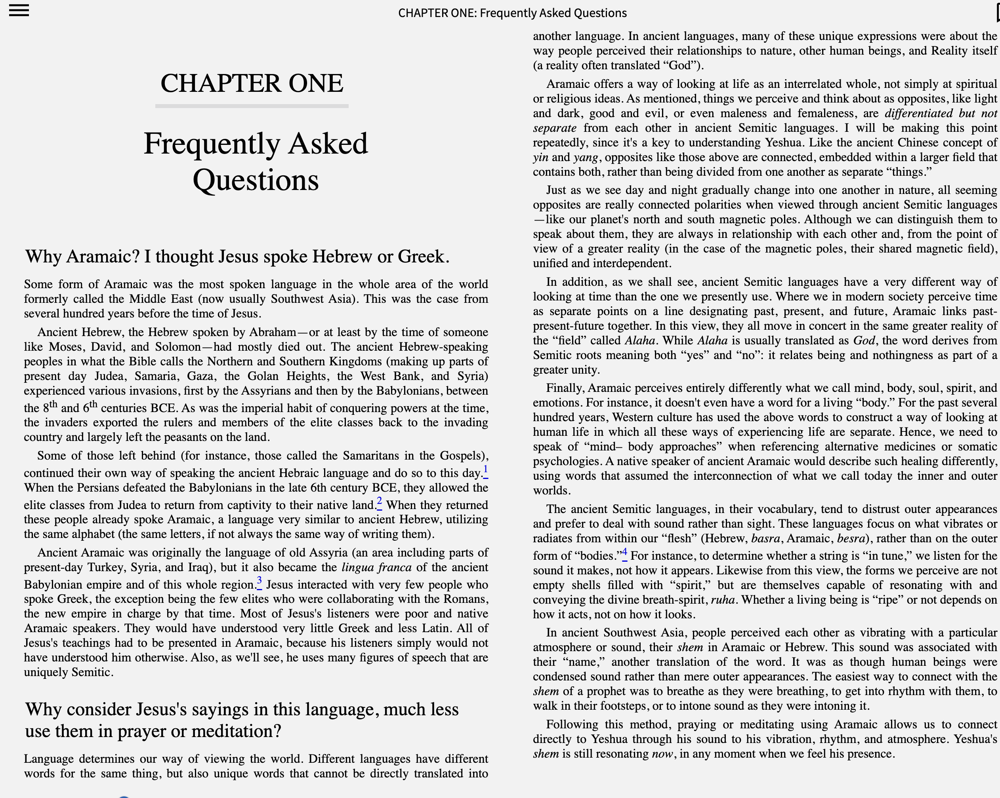 CHAPTER ONE: Frequently Asked Questions
CHAPTER ONE
Frequently Asked
Questions
Why Aramaic? I thought Jesus spoke Hebrew or Greek.
Some form of Aramaic was the most spoken language in the whole area of the world
formerly called the Middle East (now usually Southwest Asia). This was the case from
several hundred years before the time of Jesus.
Ancient Hebrew, the Hebrew spoken by Abraham—or at least by the time of someone
like Moses, David, and Solomon—had mostly died out. The ancient Hebrew-speaking
peoples in what the Bible calls the Northern and Southern Kingdoms (making up parts of
present day Judea, Samaria, Gaza, the Golan Heights, the West Bank, and Syria)
experienced various invasions, first by the Assyrians and then by the Babylonians, between
the 8th and 6th centuries BCE. As was the imperial habit of conquering powers at the time,
the invaders exported the rulers and members of the elite classes back to the invading
country and largely left the peasants on the land.
Some of those left behind (for instance, those called the Samaritans in the Gospels),
continued their own way of speaking the ancient Hebraic language and do so to this day.1
When the Persians defeated the Babylonians in the late 6th century BCE, they allowed the
elite classes from Judea to return from captivity to their native land.2 When they returned
these people already spoke Aramaic, a language very similar to ancient Hebrew, utilizing
the same alphabet (the same letters, if not always the same way of writing them).
Ancient Aramaic was originally the language of old Assyria (an area including parts of
present-day Turkey, Syria, and Iraq), but it also became the lingua franca of the ancient
Babylonian empire and of this whole region.3 Jesus interacted with very few people who
spoke Greek, the exception being the few elites who were collaborating with the Romans,
the new empire in charge by that time. Most of Jesus's listeners were poor and native
Aramaic speakers. They would have understood very little Greek and less Latin. All of
Jesus's teachings had to be presented in Aramaic, because his listeners simply would not
have understood him otherwise. Also, as we'll see, he uses many figures of speech that are
uniquely Semitic.
Why consider Jesus's sayings in this language, much less
use them in prayer or meditation?
Language determines our way of viewing the world. Different languages have different
words for the same thing, but also unique words that cannot be directly translated into
another language. In ancient languages, many of these unique expressions were about the
way people perceived their relationships to nature, other human beings, and Reality itself
(a reality often translated “God”).
Aramaic offers a way of looking at life as an interrelated whole, not simply at spiritual
or religious ideas. As mentioned, things we perceive and think about as opposites, like light
and dark, good and evil, or even maleness and femaleness, are differentiated but not
separate from each other in ancient Semitic languages. I will be making this point
repeatedly, since it's a key to understanding Yeshua. Like the ancient Chinese concept of
yin and yang, opposites like those above are connected, embedded within a larger field that
contains both, rather than being divided from one another as separate “things.”
Just as we see day and night gradually change into one another in nature, all seeming
opposites are really connected polarities when viewed through ancient Semitic languages
—like our planet's north and south magnetic poles. Although we can distinguish them to
speak about them, they are always in relationship with each other and, from the point of
view of a greater reality (in the case of the magnetic poles, their shared magnetic field),
unified and interdependent.
In addition, as we shall see, ancient Semitic languages have a very different way of
looking at time than the one we presently use. Where we in modern society perceive time
as separate points on a line designating past, present, and future, Aramaic links past-
present-future together. In this view, they all move in concert in the same greater reality of
the “field” called Alaha. While Alaha is usually translated as God, the word derives from
Semitic roots meaning both “yes” and “no”: it relates being and nothingness as part of a
greater unity.
Finally, Aramaic perceives entirely differently what we call mind, body, soul, spirit, and
emotions. For instance, it doesn't even have a word for a living “body.” For the past several
hundred years, Western culture has used the above words to construct a way of looking at
human life in which all these ways of experiencing life are separate. Hence, we need to
speak of “mind– body approaches” when referencing alternative medicines or somatic
psychologies. A native speaker of ancient Aramaic would describe such healing differently,
using words that assumed the interconnection of what we call today the inner and outer
worlds.
The ancient Semitic languages, in their vocabulary, tend to distrust outer appearances
and prefer to deal with sound rather than sight. These languages focus on what vibrates or
radiates from within our “flesh” (Hebrew, basra, Aramaic, besra), rather than on the outer
form of “bodies.”4 For instance, to determine whether a string is “in tune,” we listen for the
sound it makes, not how it appears. Likewise from this view, the forms we perceive are not
empty shells filled with “spirit,” but are themselves capable of resonating with and
conveying the divine breath-spirit, ruha. Whether a living being is “ripe” or not depends on
how it acts, not on how it looks.
In ancient Southwest Asia, people perceived each other as vibrating with a particular
atmosphere or sound, their shem in Aramaic or Hebrew. This sound was associated with
their “name,” another translation of the word. It was as though human beings were
condensed sound rather than mere outer appearances. The easiest way to connect with the
shem of a prophet was to breathe as they were breathing, to get into rhythm with them, to
walk in their footsteps, or to intone sound as they were intoning it.
Following this method, praying or meditating using Aramaic allows us to connect
directly to Yeshua through his sound to his vibration, rhythm, and atmosphere. Yeshua's
shem is still resonating now, in any moment when we feel his presence.